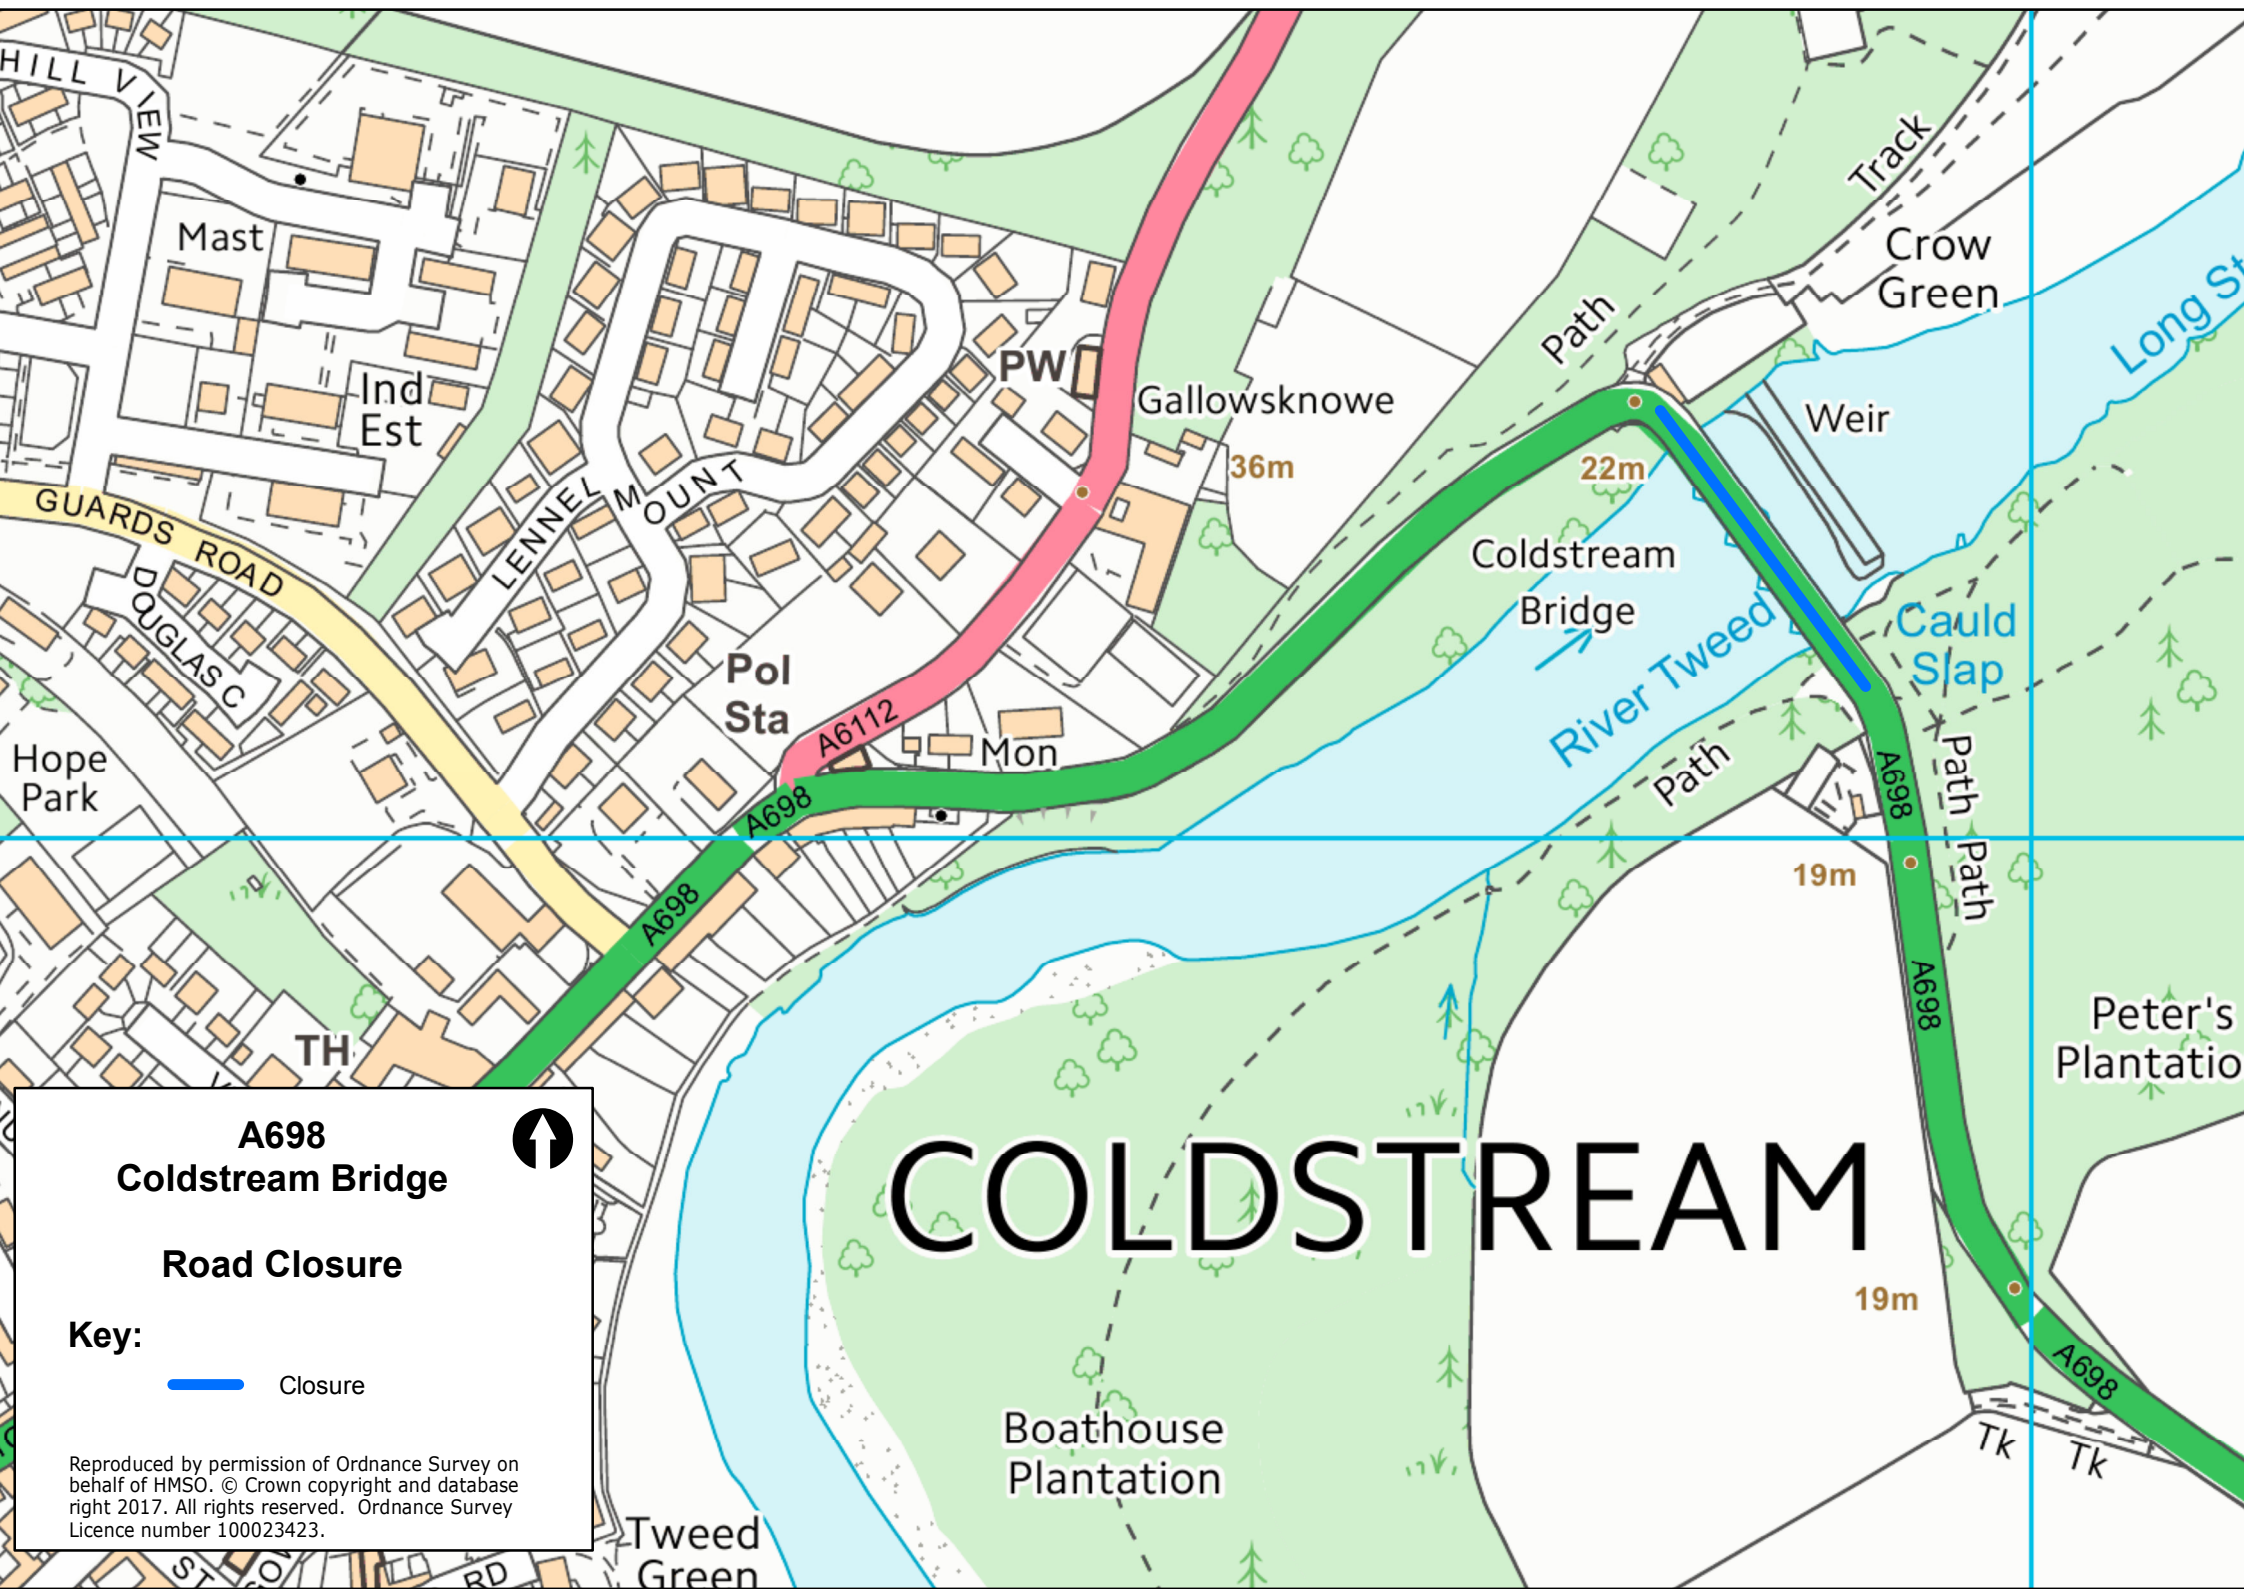 HILL VIEW
Mast
Ind
Est
GUARDS ROAD
DOUGLAS C
LENNEL MOUNT
PW
Gallowsknowe
36m
Path
Track
Crow
Green
Long St
Weir
22m
Coldstream
Bridge
River Tweed
Cauld
Slap
Pol
Sta
A6112
Mon
A698
A698
Hope
Park
Path
A698
Path
Path
19m
A698
Peter's
Plantatio
TH
COLDSTREAM
19m
A698
Tk
Tk
Boathouse
Plantation
Tweed
Green
ST
RD
A698
Coldstream Bridge
Road Closure
Key:
Closure
Reproduced by permission of Ordnance Survey on
behalf of HMSO. © Crown copyright and database
right 2017. All rights reserved. Ordnance Survey
Licence number 100023423.